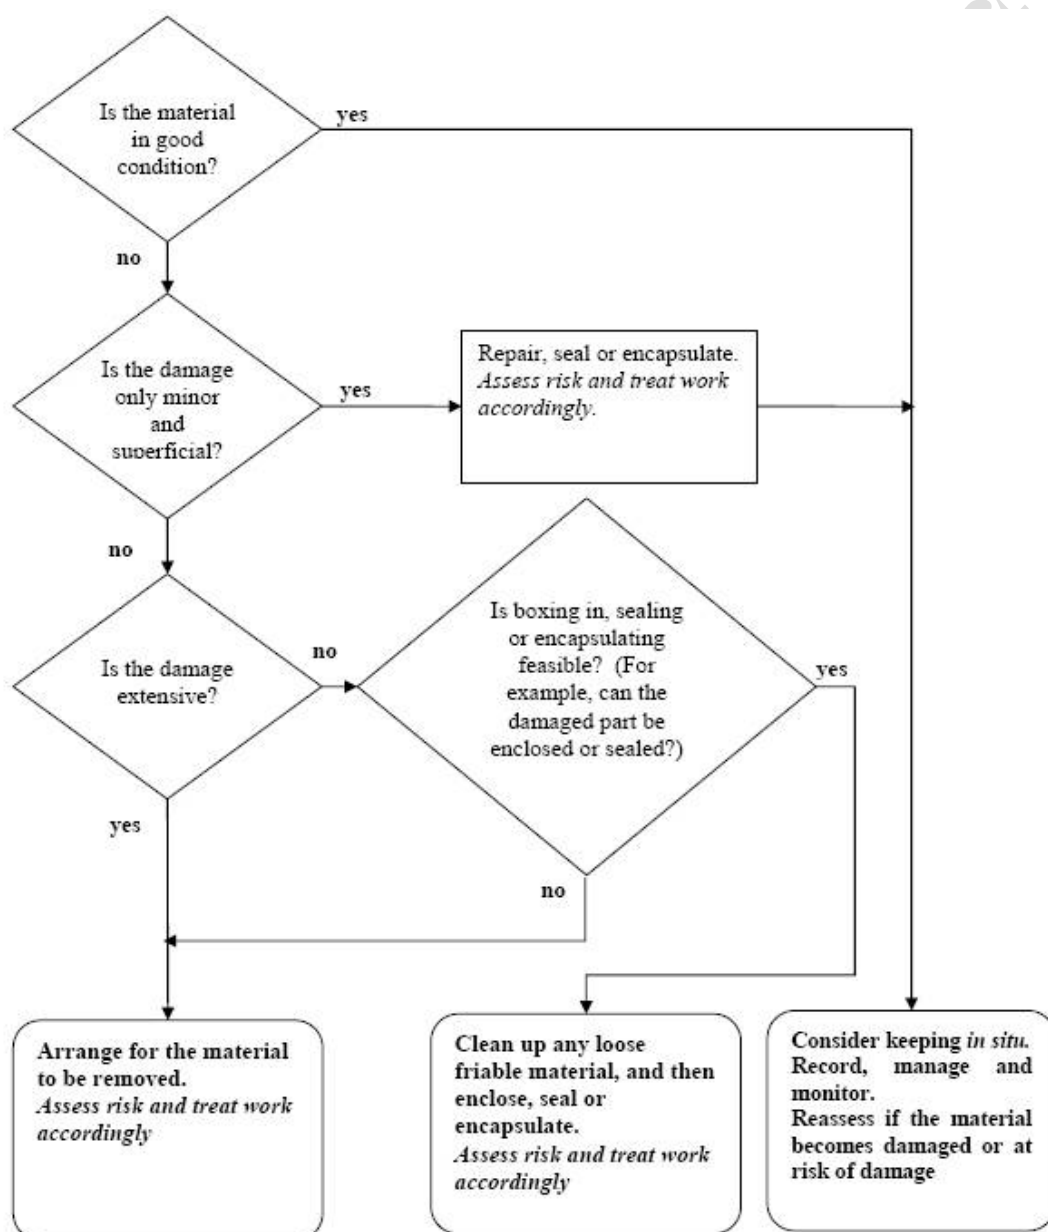 Is the material
in good
condition?
yes
no
Is the damage
only minor
and
superficial?
yes
Repair, seal or encapsulate.
Assess risk and treat work
accordingly.
no
Is the damage
extensive?
no
Is boxing in, sealing
or encapsulating
feasible? (For
example, can the
damaged part be
enclosed or sealed?)
yes
yes
no
Arrange for the material
to be removed.
Assess risk and treat work
accordingly
Clean up any loose
friable material, and then
enclose, seal or
encapsulate.
Assess risk and treat work
accordingly
Consider keeping in situ.
Record, manage and
monitor.
Reassess if the material
becomes damaged or at
risk of damage